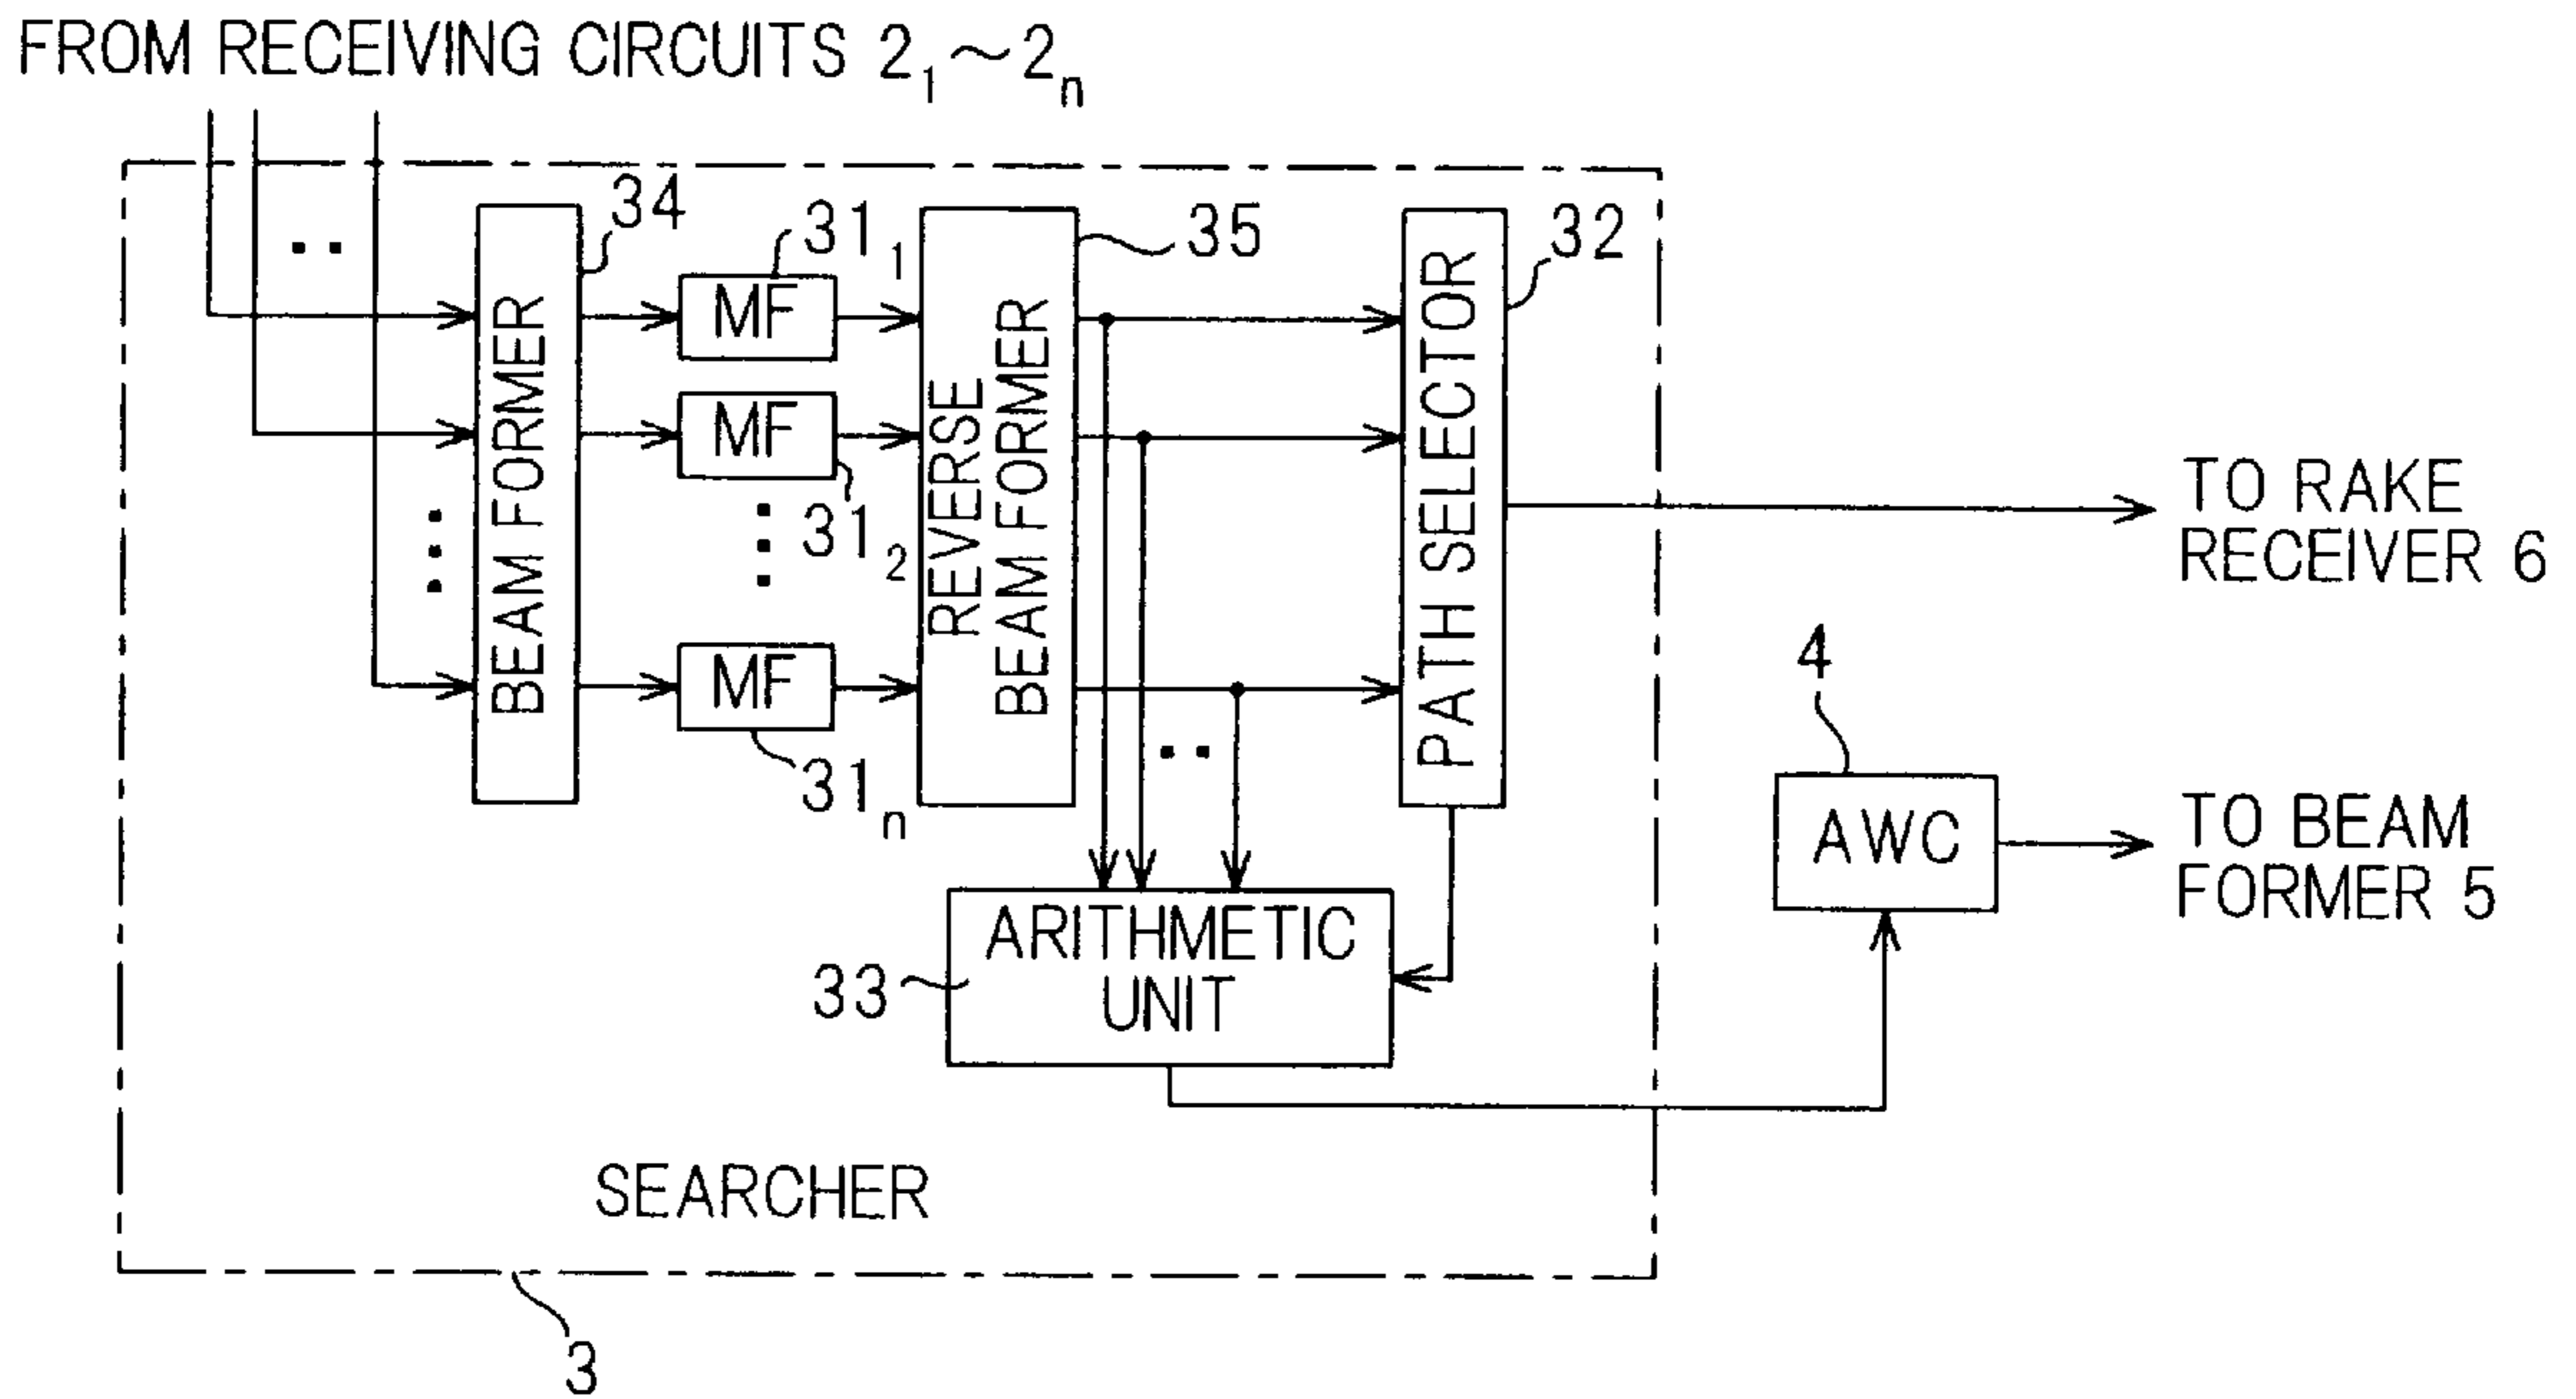 FROM RECEIVING CIRCUITS 2₁~2ₙ
34
31₁
35
32
BEAM FORMER
MF
MF
31₂
MF
31ₙ
REVERSE
BEAM FORMER
PATH SELECTOR
TO RAKE
RECEIVER 6
4
AWC
TO BEAM
FORMER 5
ARITHMETIC
UNIT
33
SEARCHER
3